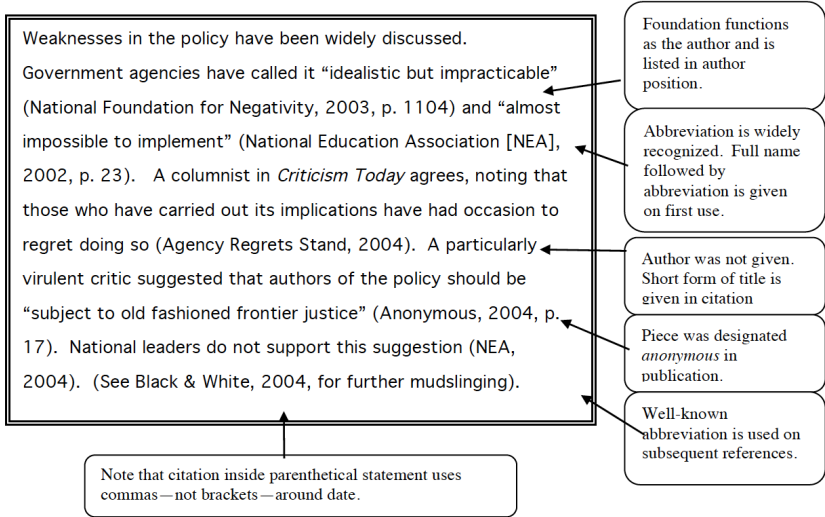 Weaknesses in the policy have been widely discussed.
Government agencies have called it “idealistic but impracticable”
(National Foundation for Negativity, 2003, p. 1104) and “almost
impossible to implement” (National Education Association [NEA],
2002, p. 23).   A columnist in Criticism Today agrees, noting that
those who have carried out its implications have had occasion to
regret doing so (Agency Regrets Stand, 2004).  A particularly
virulent critic suggested that authors of the policy should be
“subject to old fashioned frontier justice” (Anonymous, 2004, p.
17).  National leaders do not support this suggestion (NEA,
2004).  (See Black & White, 2004, for further mudslinging).
Foundation functions
as the author and is
listed in author
position.
Abbreviation is widely
recognized.  Full name
followed by
abbreviation is given
on first use.
Author was not given.
Short form of title is
given in citation
Piece was designated
anonymous in
publication.
Well-known
abbreviation is used on
subsequent references.
Note that citation inside parenthetical statement uses
commas—not brackets—around date.